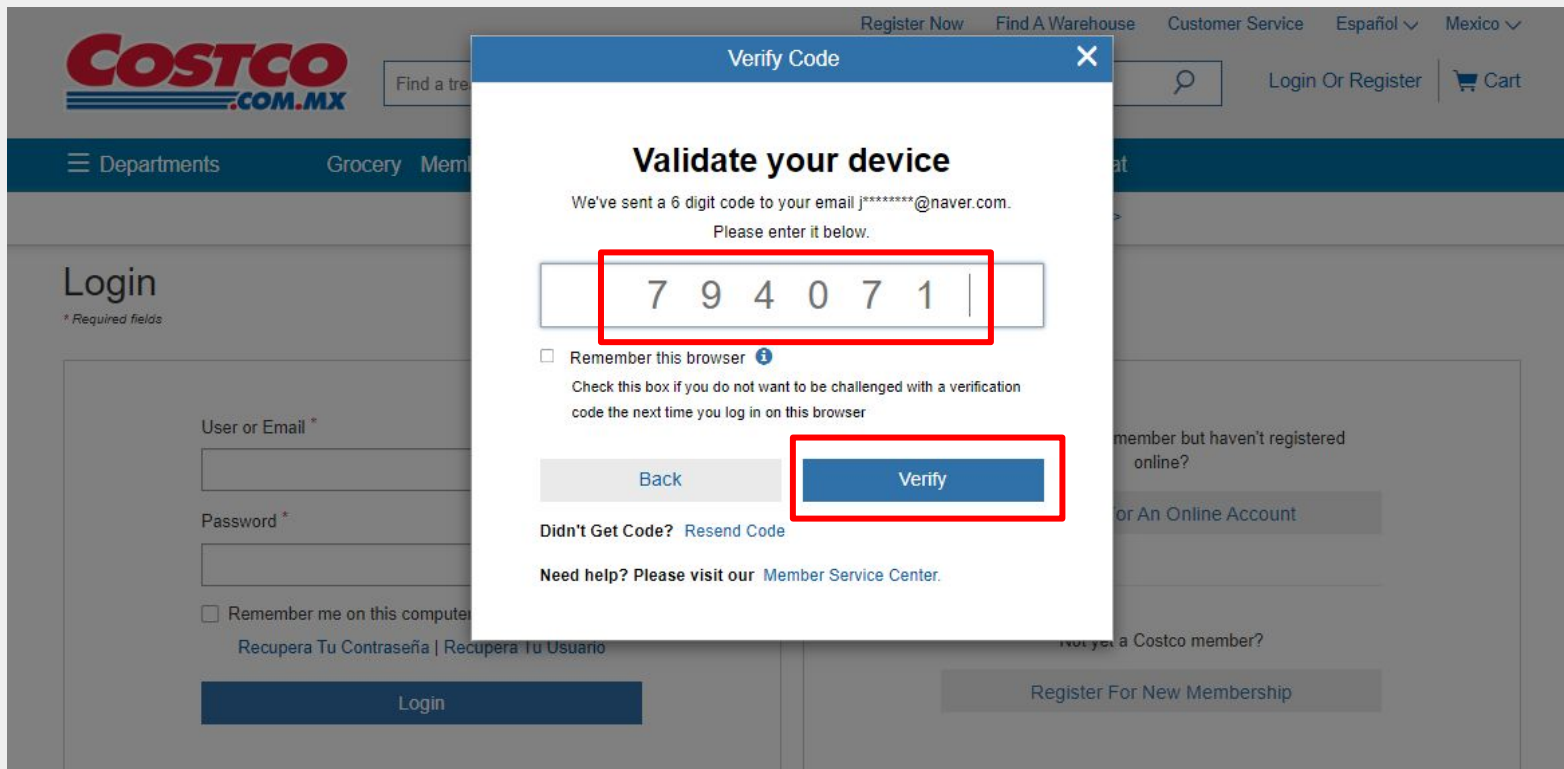 Register Now Find A Warehouse Customer Service Español Mexico
COSTCO
.COM.MX
Find a tre
Login Or Register Cart
Departments Grocery Mem
at
Verify Code
Validate your device
We've sent a 6 digit code to your email j********@naver.com.
Please enter it below.
7 9 4 0 7 1
Remember this browser
Check this box if you do not want to be challenged with a verification
code the next time you log in on this browser
Back Verify
Didn't Get Code? Resend Code
Need help? Please visit our Member Service Center.
Login
* Required fields
User or Email *
Password *
Remember me on this computer
Recupera Tu Contraseña | Recupera Tu Usuario
Login
member but haven't registered
online?
or An Online Account
Not yet a Costco member?
Register For New Membership